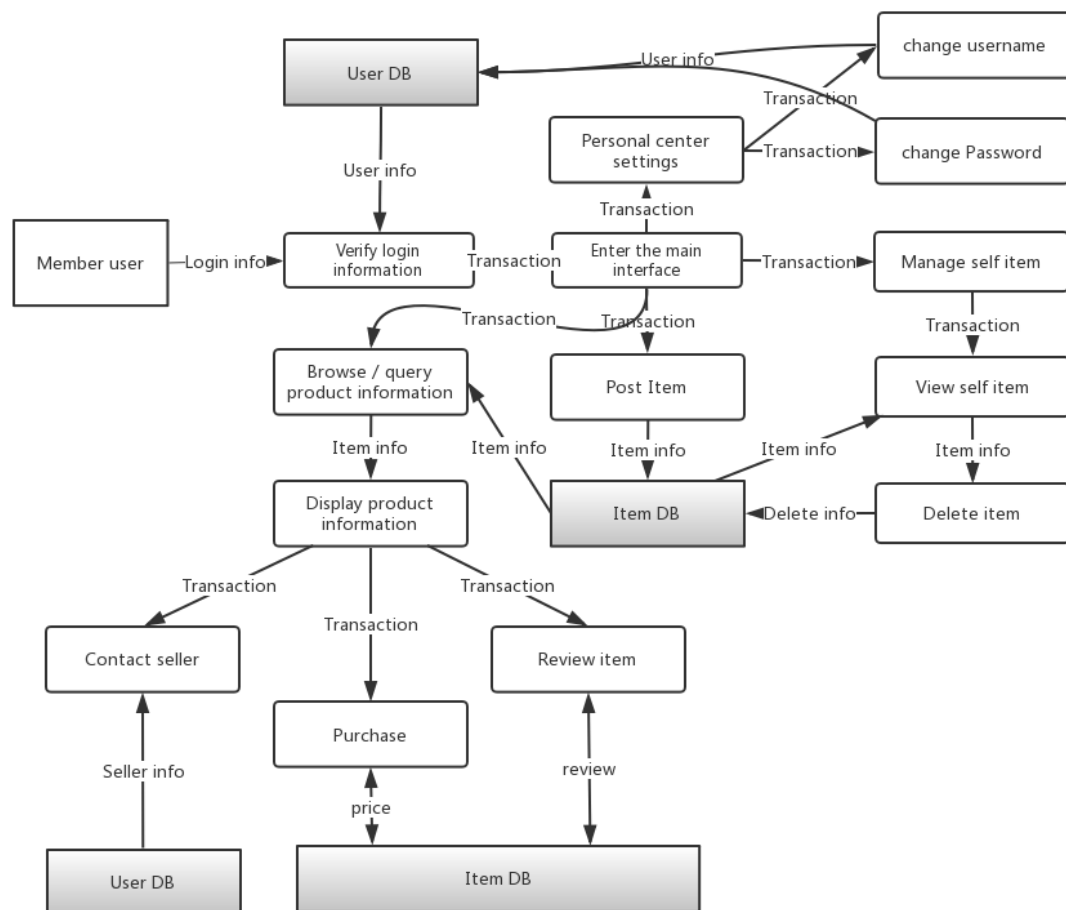 change username
User DB
User info
Transaction
Personal center
settings
Transaction
change Password
User info
Transaction
Member user
Login info
Verify login
information
Transaction
Enter the main
interface
Transaction
Manage self item
Transaction
Transaction
Transaction
Browse / query
product information
Post Item
View self item
Item info
Item info
Item info
Item info
Item info
Display product
information
Item DB
Delete info
Delete item
Transaction
Transaction
Transaction
Contact seller
Review item
Purchase
Seller info
review
price
User DB
Item DB